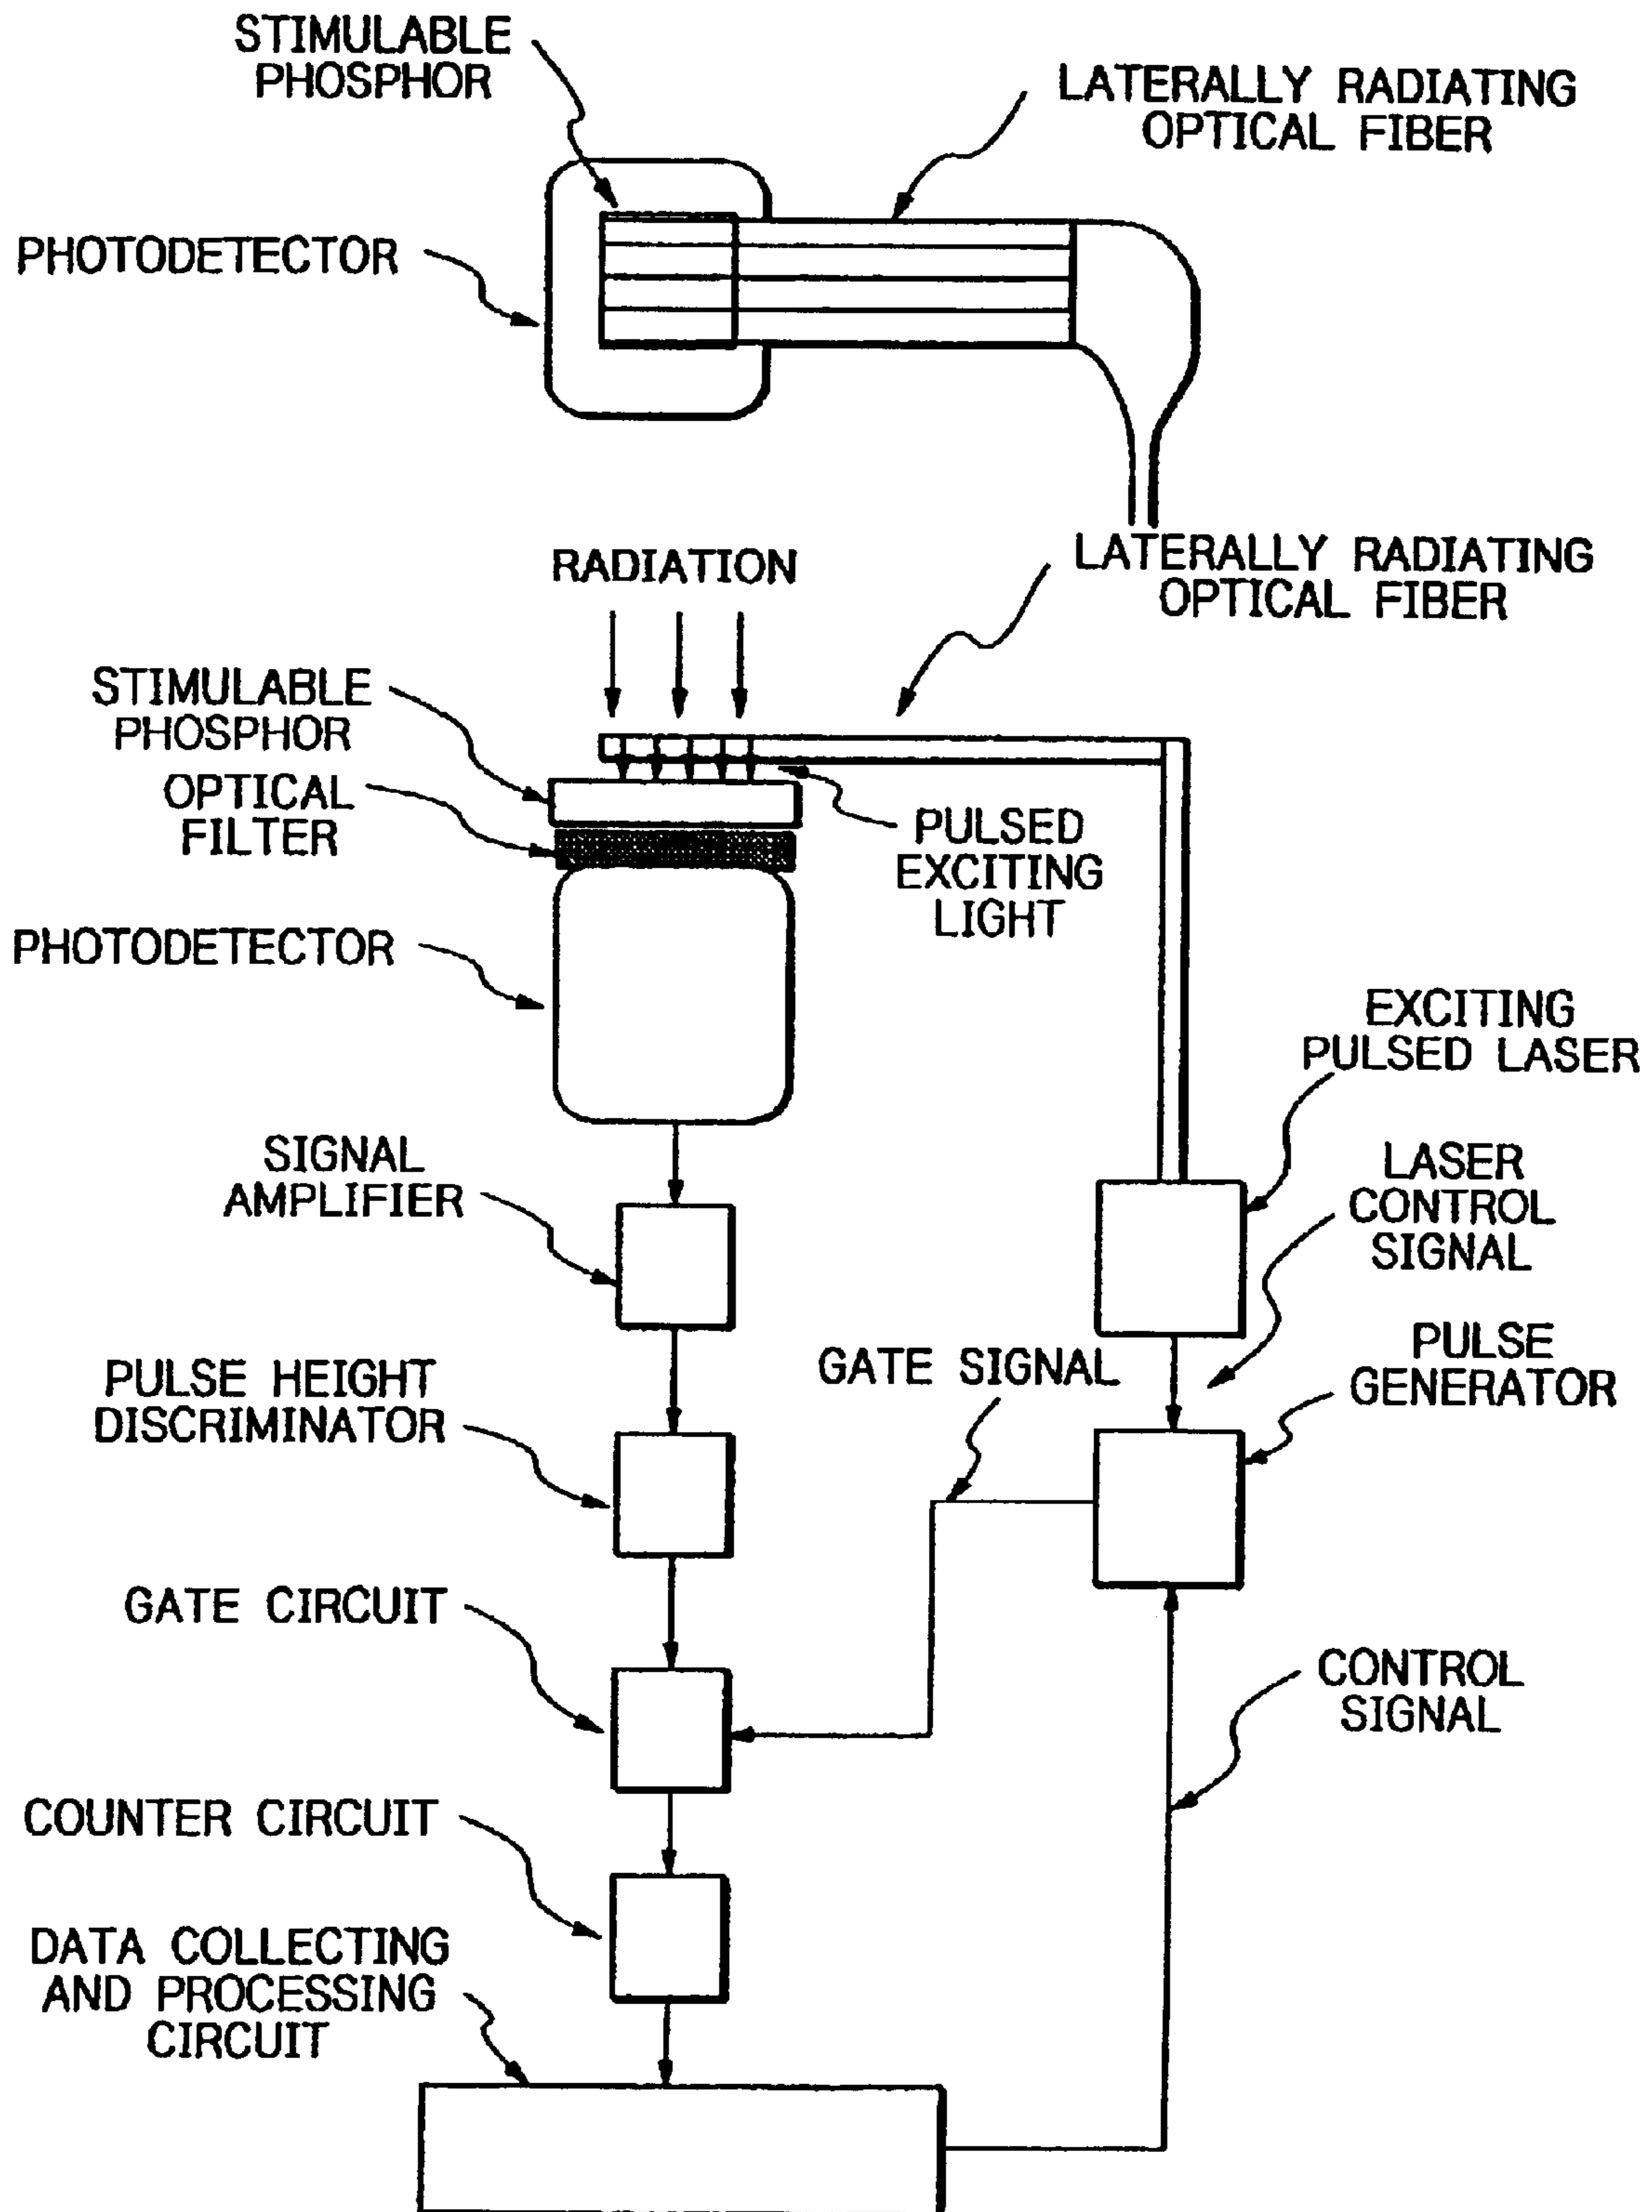 STIMULABLE
PHOSPHOR
LATERALLY RADIATING
OPTICAL FIBER
PHOTODETECTOR
RADIATION
LATERALLY RADIATING
OPTICAL FIBER
STIMULABLE
PHOSPHOR
OPTICAL
FILTER
PULSED
EXCITING
LIGHT
PHOTODETECTOR
EXCITING
PULSED LASER
SIGNAL
AMPLIFIER
LASER
CONTROL
SIGNAL
PULSE HEIGHT
DISCRIMINATOR
GATE SIGNAL
PULSE
GENERATOR
GATE CIRCUIT
CONTROL
SIGNAL
COUNTER CIRCUIT
DATA COLLECTING
AND PROCESSING
CIRCUIT